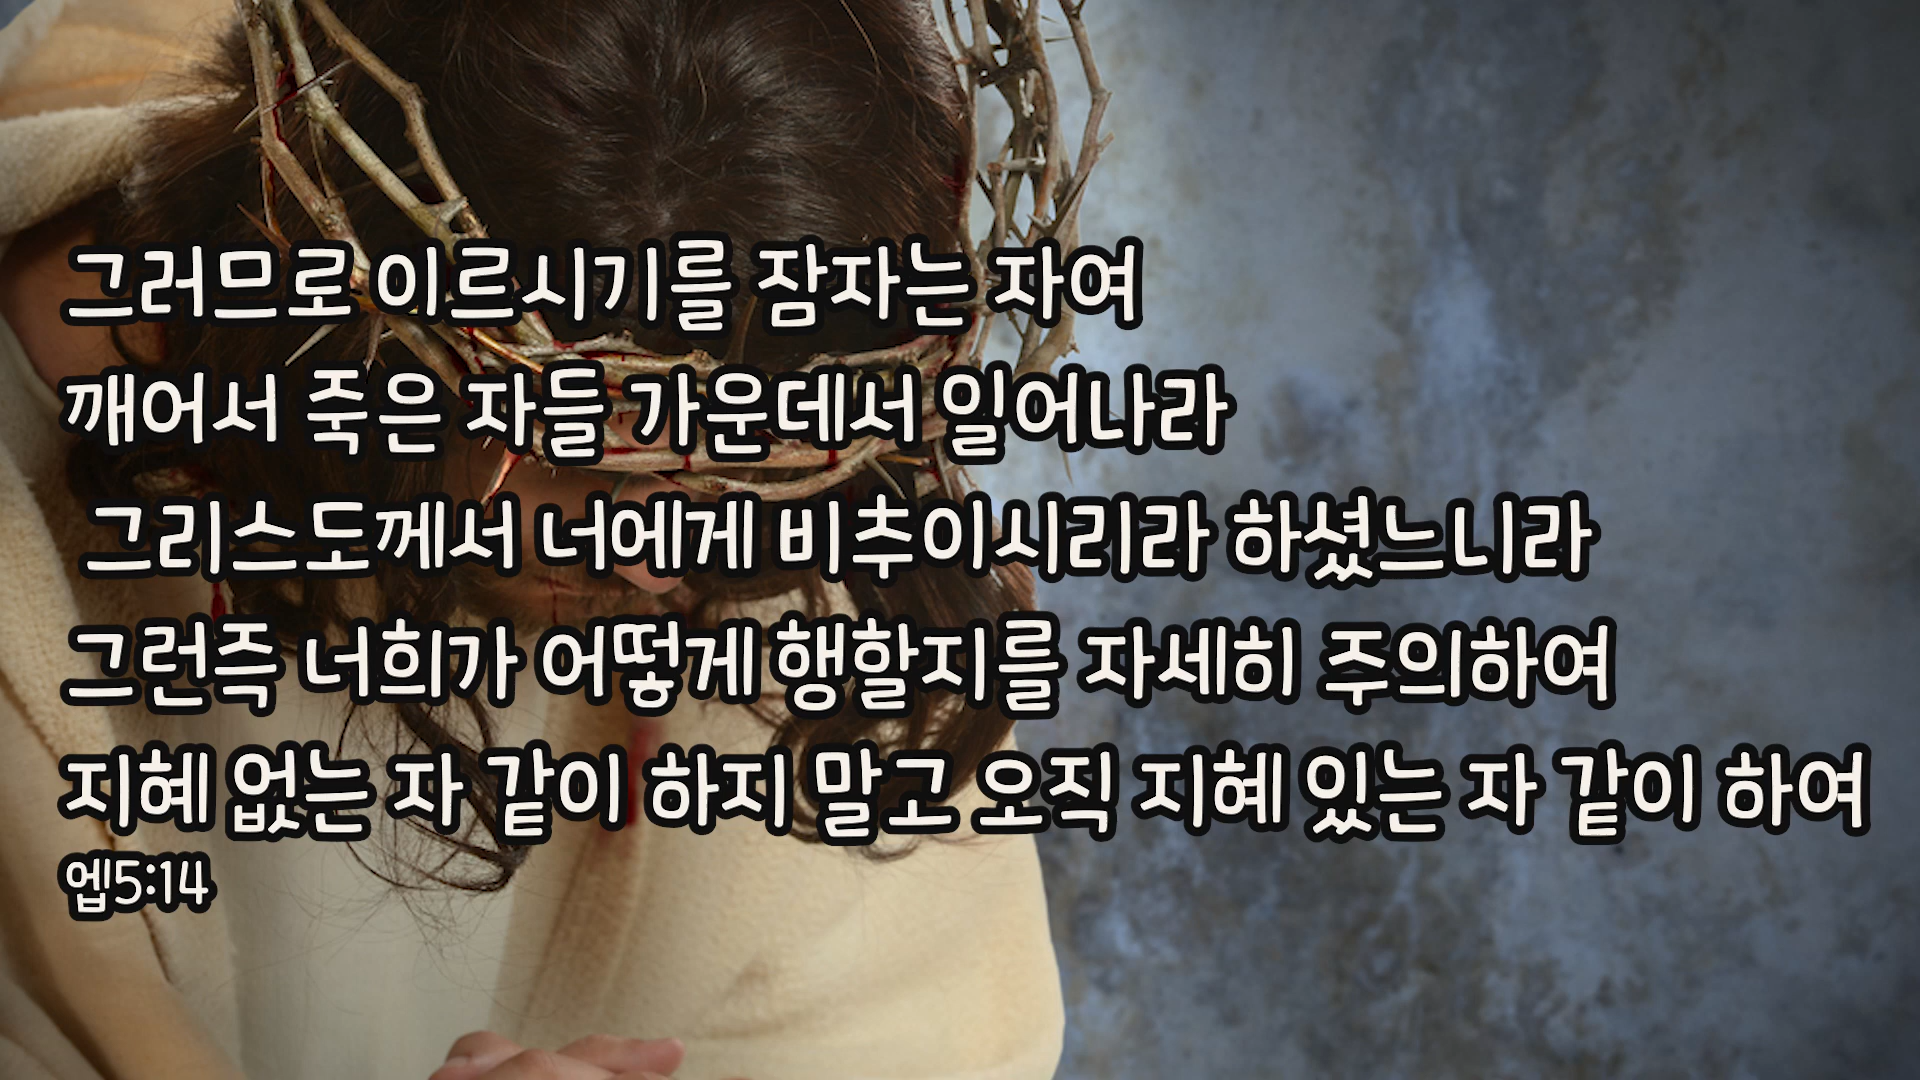 그러므로 이르시기를 잠자는 자여
깨어서 죽은 자들 가운데서 일어나라
그리스도께서 너에게 비추이시리라 하셨느니라
그런즉 너희가 어떻게 행할지를 자세히 주의하여
지혜 없는 자 같이 하지 말고 오직 지혜 있는 자 같이 하여
엡5:14